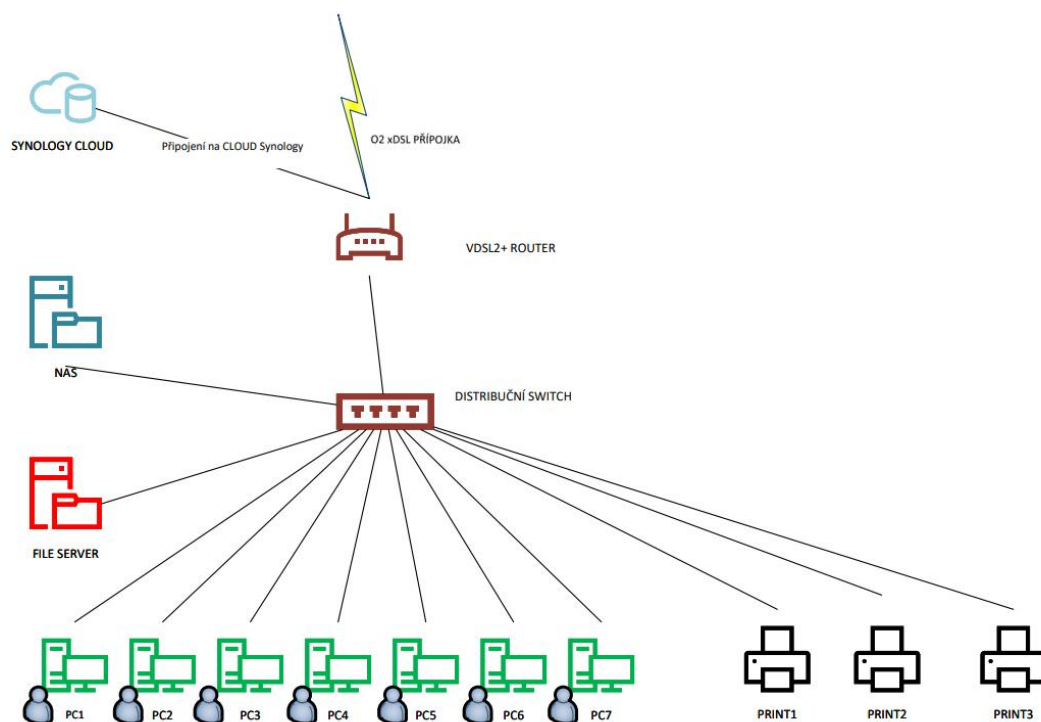 O2 xDSL PŘÍPOJKA
SYNOLOGY CLOUD
Připojení na CLOUD Synology
VDSL2+ ROUTER
NAS
DISTRIBUČNÍ SWITCH
FILE SERVER
PC1
PC2
PC3
PC4
PC5
PC6
PC7
PRINT1
PRINT2
PRINT3